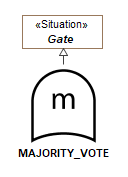 «Situation»
Gate
m
MAJORITY_VOTE